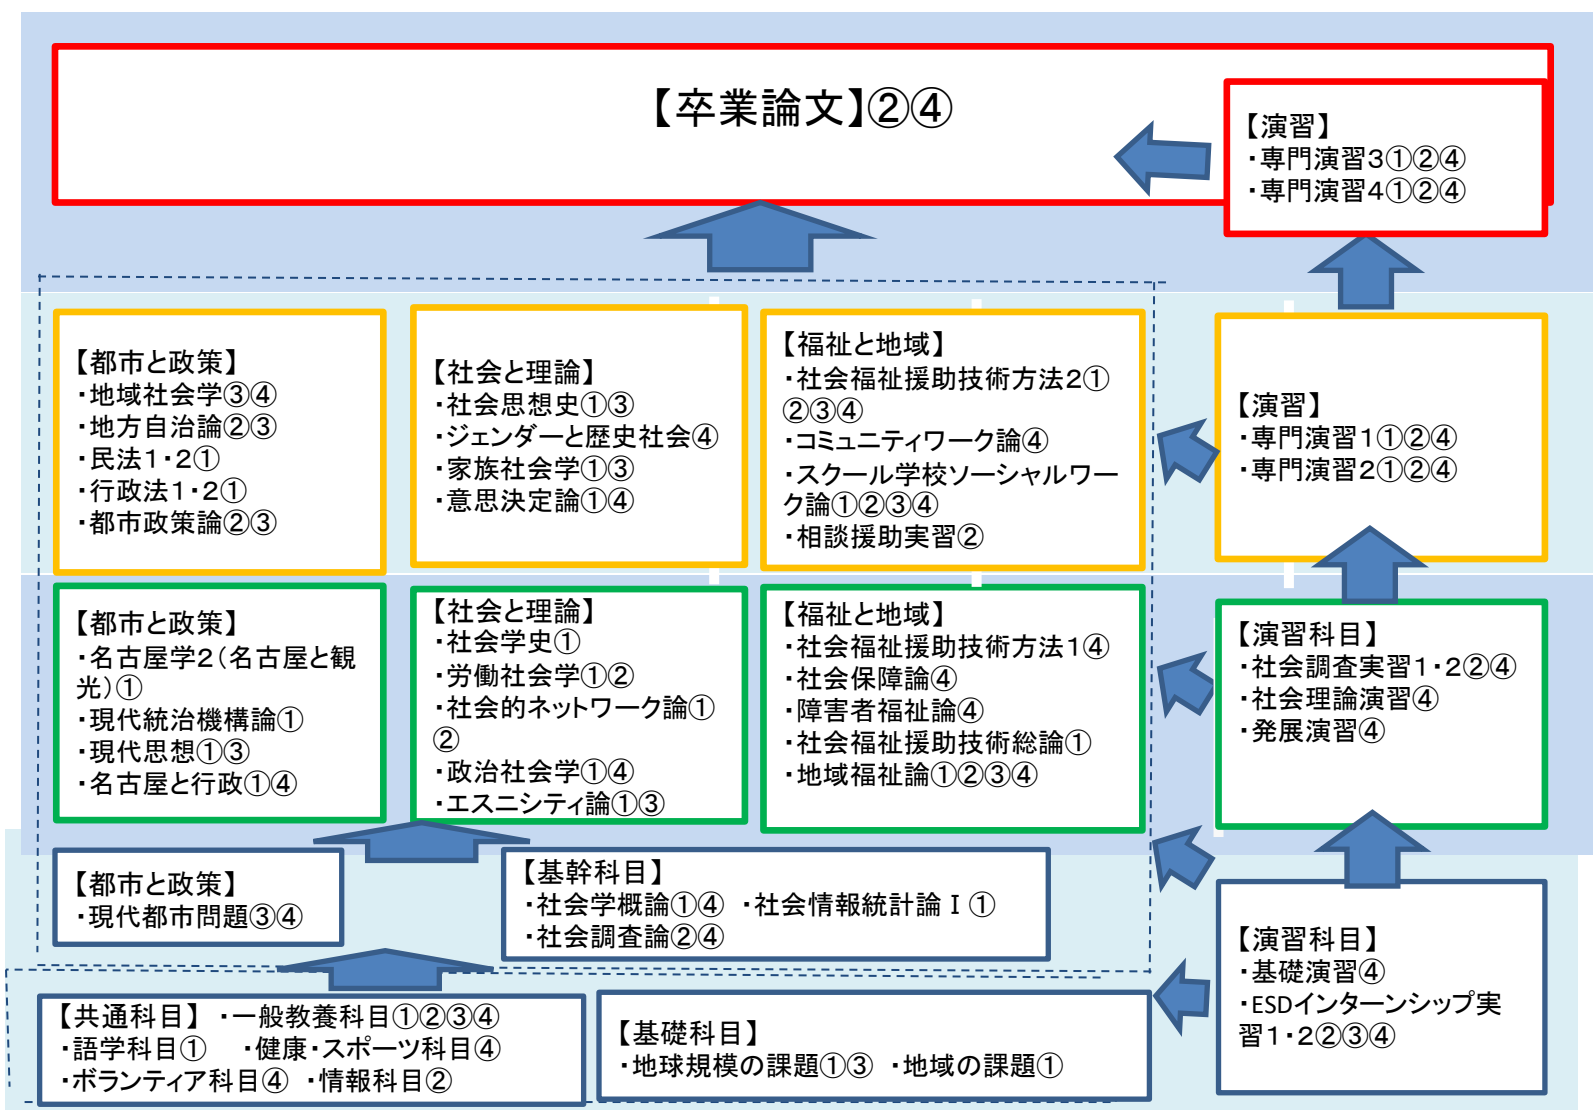 【卒業論文】②④
【演習】
・専門演習３①②④
・専門演習４①②④
【都市と政策】
・地域社会学③④
・地方自治論②③
・民法１・２①
・行政法１・２①
・都市政策論②③
【社会と理論】
・社会思想史①③
・ジェンダーと歴史社会④
・家族社会学①③
・意思決定論①④
【福祉と地域】
・社会福祉援助技術方法２①
②③④
・コミュニティワーク論④
・スクール学校ソーシャルワー
ク論①②③④
・相談援助実習②
【演習】
・専門演習１①②④
・専門演習２①②④
【都市と政策】
・名古屋学２（名古屋と観
光）①
・現代統治機構論①
・現代思想①③
・名古屋と行政①④
【社会と理論】
・社会学史①
・労働社会学①②
・社会的ネットワーク論①
②
・政治社会学①④
・エスニシティ論①③
【福祉と地域】
・社会福祉援助技術方法１④
・社会保障論④
・障害者福祉論④
・社会福祉援助技術総論①
・地域福祉論①②③④
【演習科目】
・社会調査実習１・２②④
・社会理論演習④
・発展演習④
【都市と政策】
・現代都市問題③④
【基幹科目】
・社会学概論①④ ・社会情報統計論Ⅰ①
・社会調査論②④
【演習科目】
・基礎演習④
・ESDインターンシップ実
習１・２②③④
【共通科目】 ・一般教養科目①②③④
・語学科目① ・健康・スポーツ科目④
・ボランティア科目④ ・情報科目②
【基礎科目】
・地球規模の課題①③ ・地域の課題①